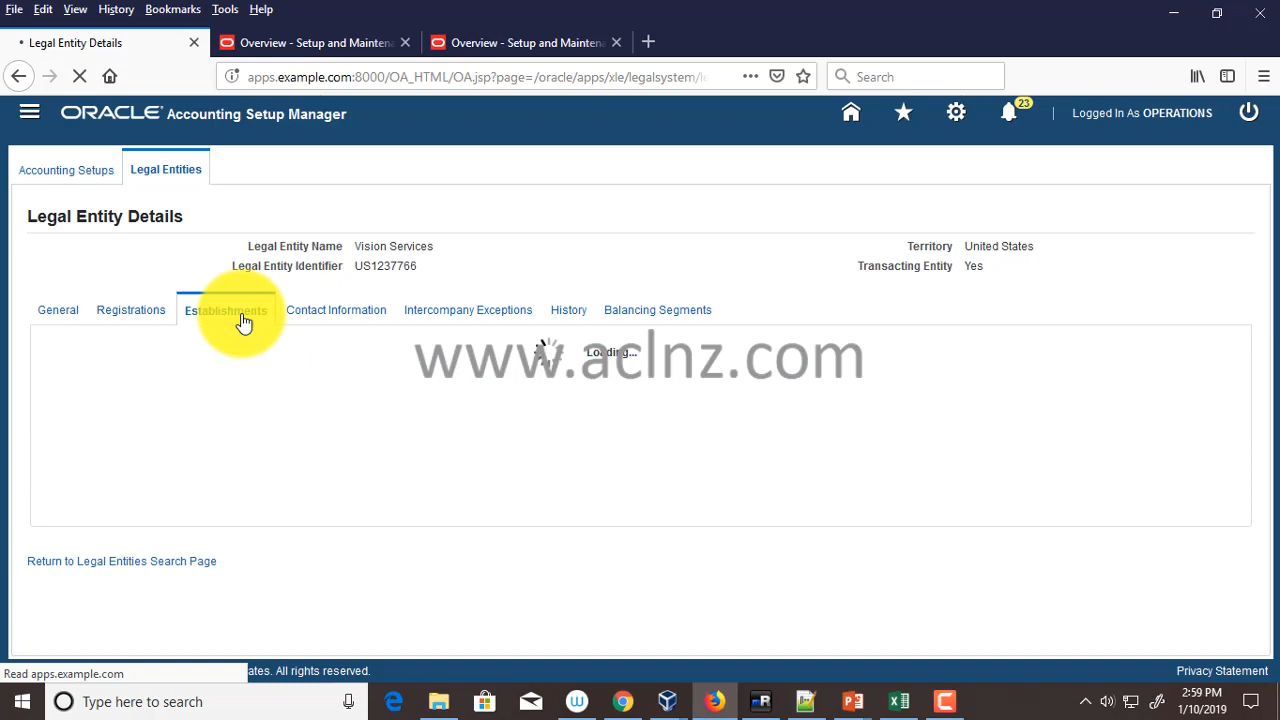 File Edit View History Bookmarks Tools Help
Legal Entity Details
Overview - Setup and Maintena
Overview - Setup and Maintena
apps.example.com:8000/OA_HTML/OA.jsp?page=/oracle/apps/xle/legalsystem/le
Search
ORACLE Accounting Setup Manager
23
Logged In As OPERATIONS
Accounting Setups Legal Entities
Legal Entity Details
Legal Entity Name Vision Services Territory United States
Legal Entity Identifier US1237766 Transacting Entity Yes
General Registrations Establishments Contact Information Intercompany Exceptions History Balancing Segments
Loading...
www.aclnz.com
Return to Legal Entities Search Page
Read apps.example.com
ates. All rights reserved. Privacy Statement
Type here to search
2:59 PM
1/10/2019